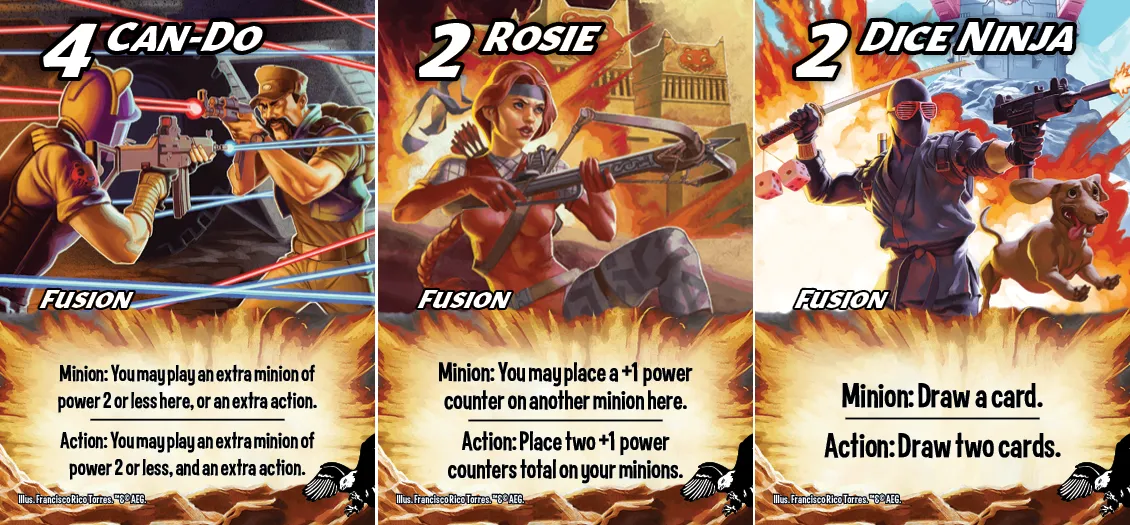 4 Can-Do
Fusion
Minion: You may play an extra minion of
power 2 or less here, or an extra action.
Action: You may play an extra minion of
power 2 or less, and an extra action.
Illus. Francisco Rico Torres. ™&© AEG.
2 Rosie
Fusion
Minion: You may place a +1 power
counter on another minion here.
Action: Place two +1 power
counters total on your minions.
Illus. Francisco Rico Torres. ™&© AEG.
2 Dice Ninja
Fusion
Minion: Draw a card.
Action: Draw two cards.
Illus. Francisco Rico Torres. ™&© AEG.